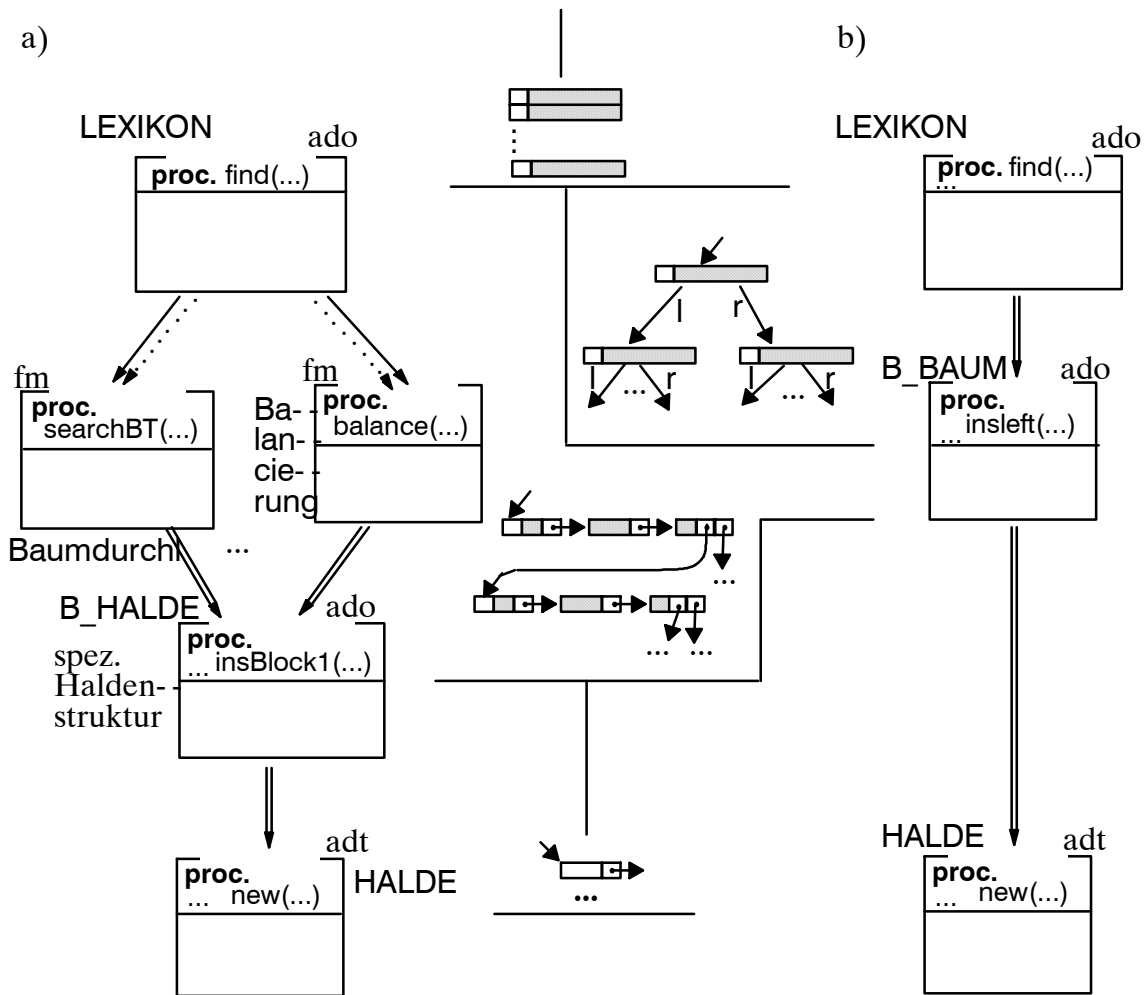 a)
b)
LEXIKON
ado
proc. find(...)
LEXIKON
ado
proc. find(...)
...
l r
l ... r
l ... r
fm
proc.
searchBT(...)
fm
Ba-
lan-
cie-
rung
proc.
balance(...)
B_BAUM
ado
proc.
... insleft(...)
Baumdurchl
...
...
... ...
B_HALDE
ado
spez.
Halden-
struktur
proc.
... insBlock1(...)
adt
HALDE
proc.
... new(...)
...
HALDE
adt
proc.
... new(...)